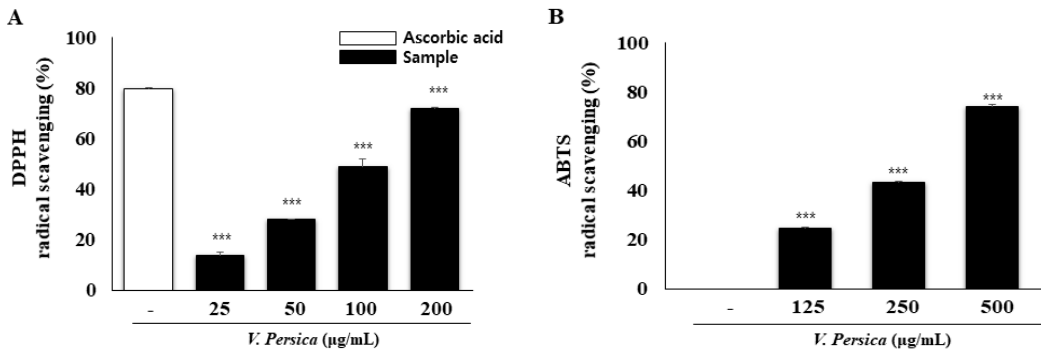 A
DPPH
radical scavenging (%)
100
80
60
40
20
0
Ascorbic acid
Sample
***
***
***
***
-
25
50
100
200
V. Persica (µg/mL)
B
ABTS
radical scavenging (%)
100
80
60
40
20
0
***
***
***
-
125
250
500
V. Persica (µg/mL)